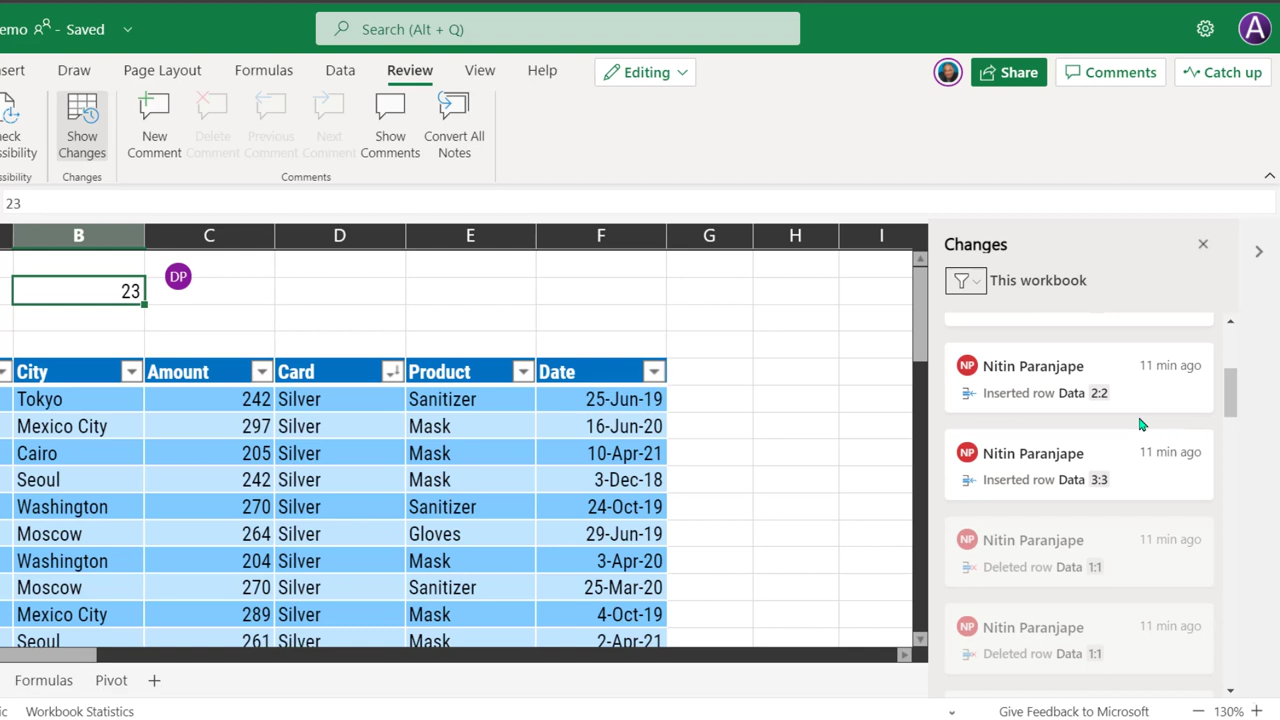 emo - Saved
Search (Alt + Q)
A
nsert Draw Page Layout Formulas Data Review View Help
Editing
Share
Comments
Catch up
heck
ssibility
Show
Changes
New
Comment
Delete
Comment
Previous
Comment
Next
Comment
Show
Comments
Convert All
Notes
ssibility
Changes
Comments
23
B C D E F G H I
23
DP
City Amount Card Product Date
Tokyo 242 Silver Sanitizer 25-Jun-19
Mexico City 297 Silver Mask 16-Jun-20
Cairo 205 Silver Mask 10-Apr-21
Seoul 242 Silver Mask 3-Dec-18
Washington 270 Silver Sanitizer 24-Oct-19
Moscow 264 Silver Gloves 29-Jun-19
Washington 204 Silver Mask 3-Apr-20
Moscow 270 Silver Sanitizer 25-Mar-20
Mexico City 289 Silver Mask 4-Oct-19
Seoul 261 Silver Mask 2-Apr-21
Changes
This workbook
NP Nitin Paranjape 11 min ago
Inserted row Data 2:2
NP Nitin Paranjape 11 min ago
Inserted row Data 3:3
NP Nitin Paranjape 11 min ago
Deleted row Data 1:1
NP Nitin Paranjape 11 min ago
Deleted row Data 1:1
Formulas Pivot
ic Workbook Statistics
Give Feedback to Microsoft
130%